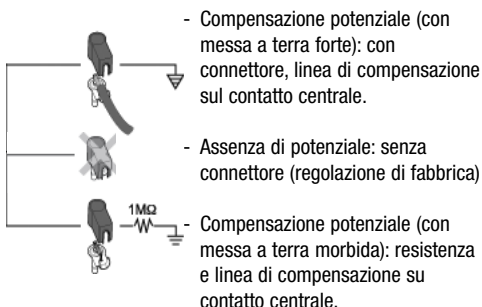 - Compensazione potenziale (con
messa a terra forte): con
connettore, linea di compensazione
sul contatto centrale.
- Assenza di potenziale: senza
connettore (regolazione di fabbrica)
1MΩ
- Compensazione potenziale (con
messa a terra morbida): resistenza
e linea di compensazione su
contatto centrale.